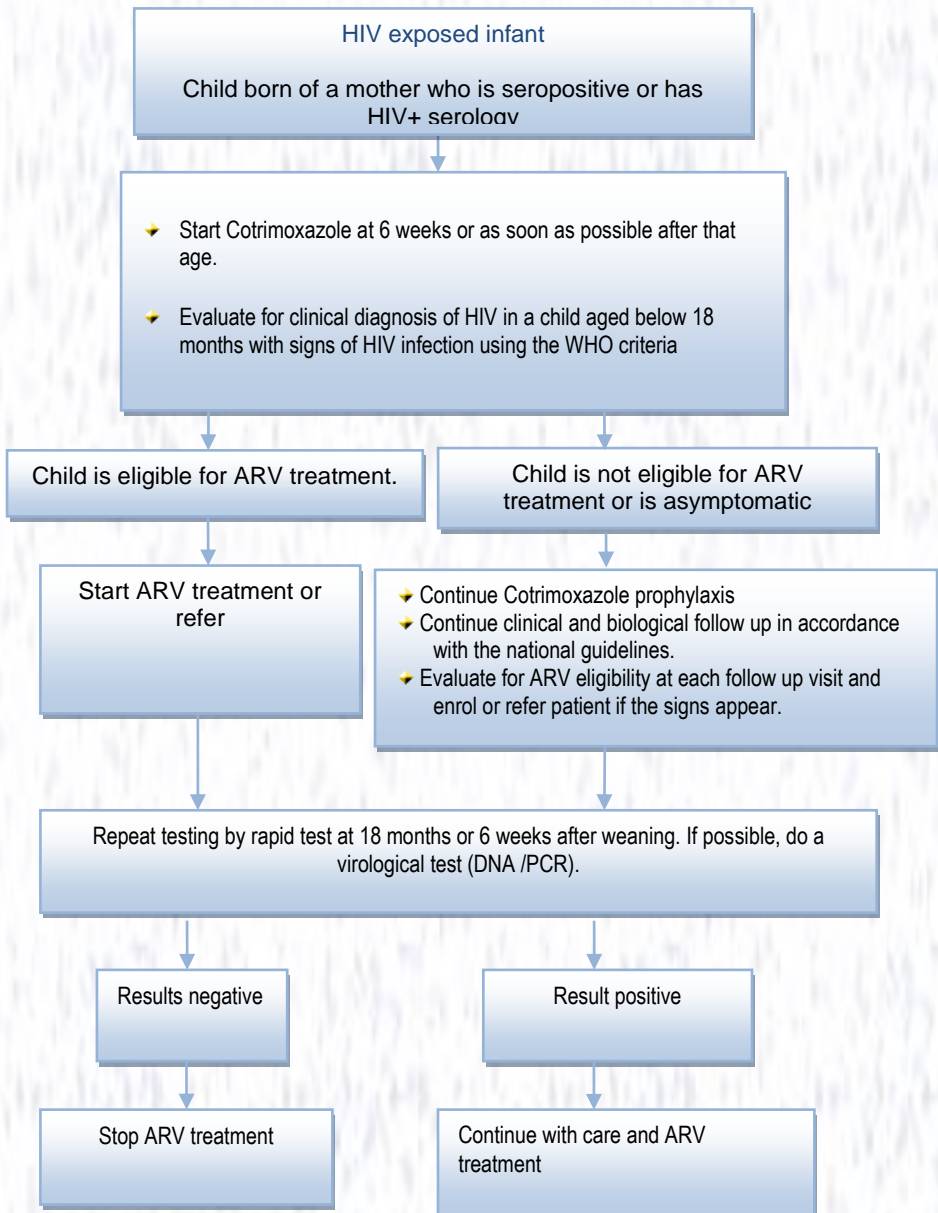 HIV exposed infant
Child born of a mother who is seropositive or has
HIV+ serology
Start Cotrimoxazole at 6 weeks or as soon as possible after that
age.
Evaluate for clinical diagnosis of HIV in a child aged below 18
months with signs of HIV infection using the WHO criteria
Child is eligible for ARV treatment.
Child is not eligible for ARV
treatment or is asymptomatic
Start ARV treatment or
refer
Continue Cotrimoxazole prophylaxis
Continue clinical and biological follow up in accordance
with the national guidelines.
Evaluate for ARV eligibility at each follow up visit and
enrol or refer patient if the signs appear.
Repeat testing by rapid test at 18 months or 6 weeks after weaning. If possible, do a
virological test (DNA /PCR).
Results negative
Result positive
Stop ARV treatment
Continue with care and ARV
treatment